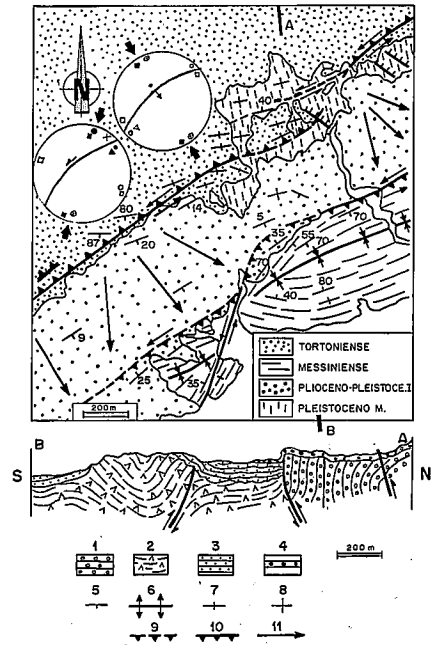 A
N
40
80
14
87
20
5
35
70
55
70
70
80
40
9
25
35
200m
TORTONIENSE
MESSINIENSE
PLIOCENO-PLEISTOCE.I
PLEISTOCENO M.
B
B
A
S
N
1
2
3
4
200 m
5
6
7
8
9
10
11